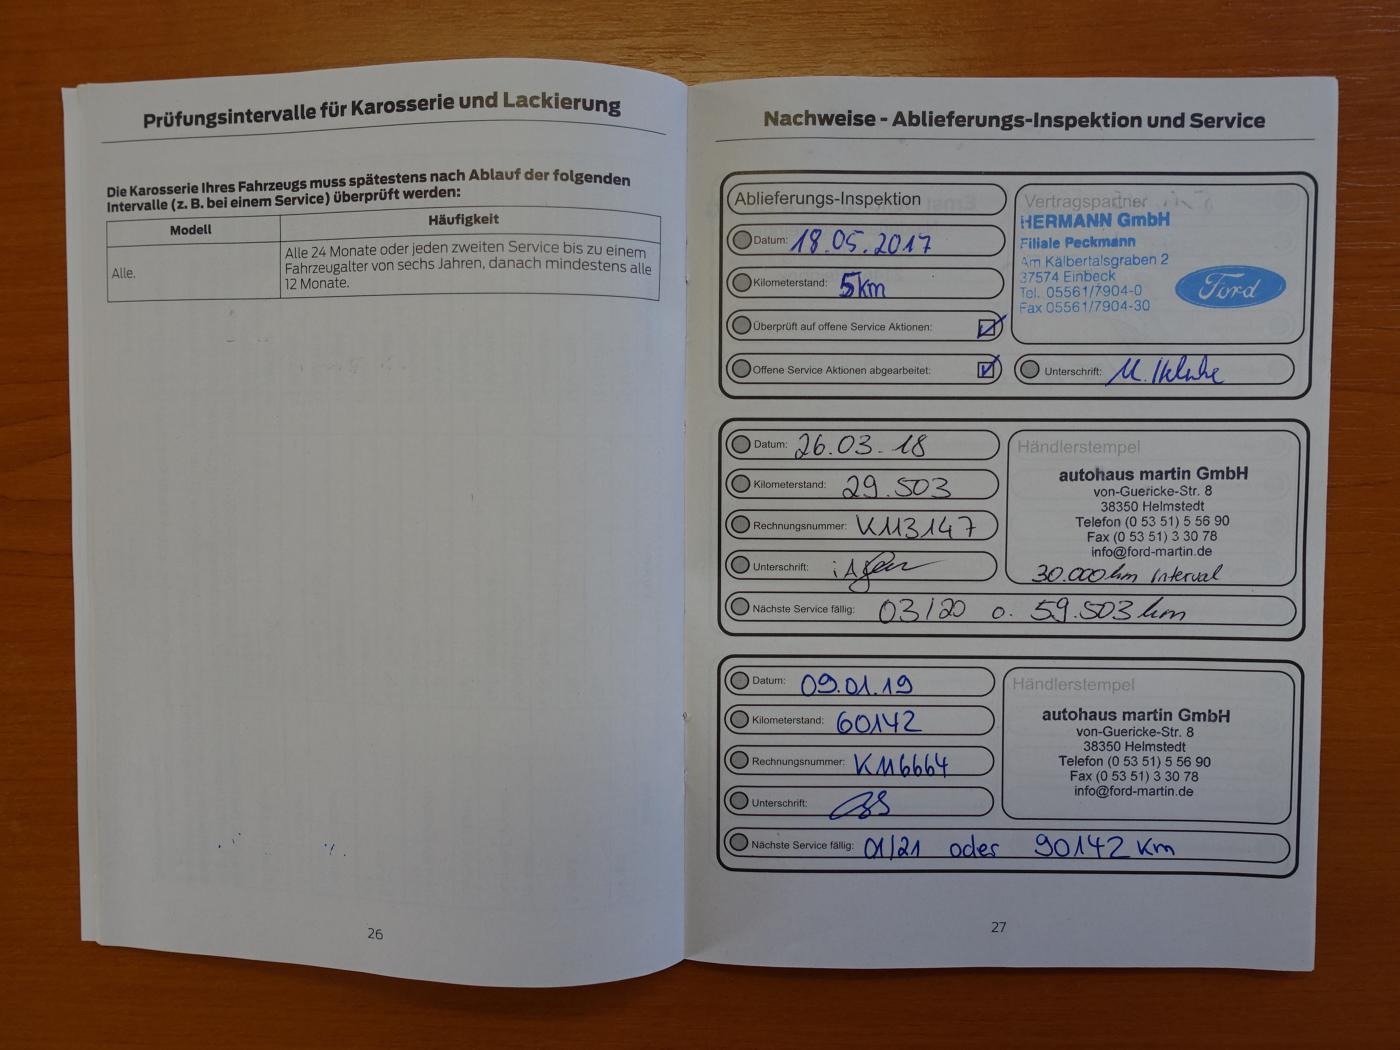 Prüfungsintervalle für Karosserie und Lackierung
Die Karosserie Ihres Fahrzeugs muss spätestens nach Ablauf der folgenden
Intervalle (z. B. bei einem Service) überprüft werden:
Modell
Häufigkeit
Alle.
Alle 24 Monate oder jeden zweiten Service bis zu einem
Fahrzeugalter von sechs Jahren, danach mindestens alle
12 Monate.
26
Nachweise - Ablieferungs-Inspektion und Service
Ablieferungs-Inspektion
Datum: 18.05.2017
Kilometerstand: 5km
Überprüft auf offene Service Aktionen:
Offene Service Aktionen abgearbeitet:
Vertragspartner
HERMANN GmbH
Filiale Peckmann
Am Kälbertalsgraben 2
37574 Einbeck
Tel. 05561/7904-0
Fax 05561/7904-30
Ford
Unterschrift:
Datum: 26.03.18
Kilometerstand: 29.503
Rechnungsnummer: KM3147
Unterschrift:
Händlerstempel
autohaus martin GmbH
von-Guericke-Str. 8
38350 Helmstedt
Telefon (0 53 51) 5 56 90
Fax (0 53 51) 3 30 78
info@ford-martin.de
30.000km Interval
Nächste Service fällig: 03/20 o. 59.503 km
Datum: 09.01.19
Kilometerstand: 60142
Rechnungsnummer: KM6664
Unterschrift:
Händlerstempel
autohaus martin GmbH
von-Guericke-Str. 8
38350 Helmstedt
Telefon (0 53 51) 5 56 90
Fax (0 53 51) 3 30 78
info@ford-martin.de
Nächste Service fällig: 01/21 oder 90142 km
27